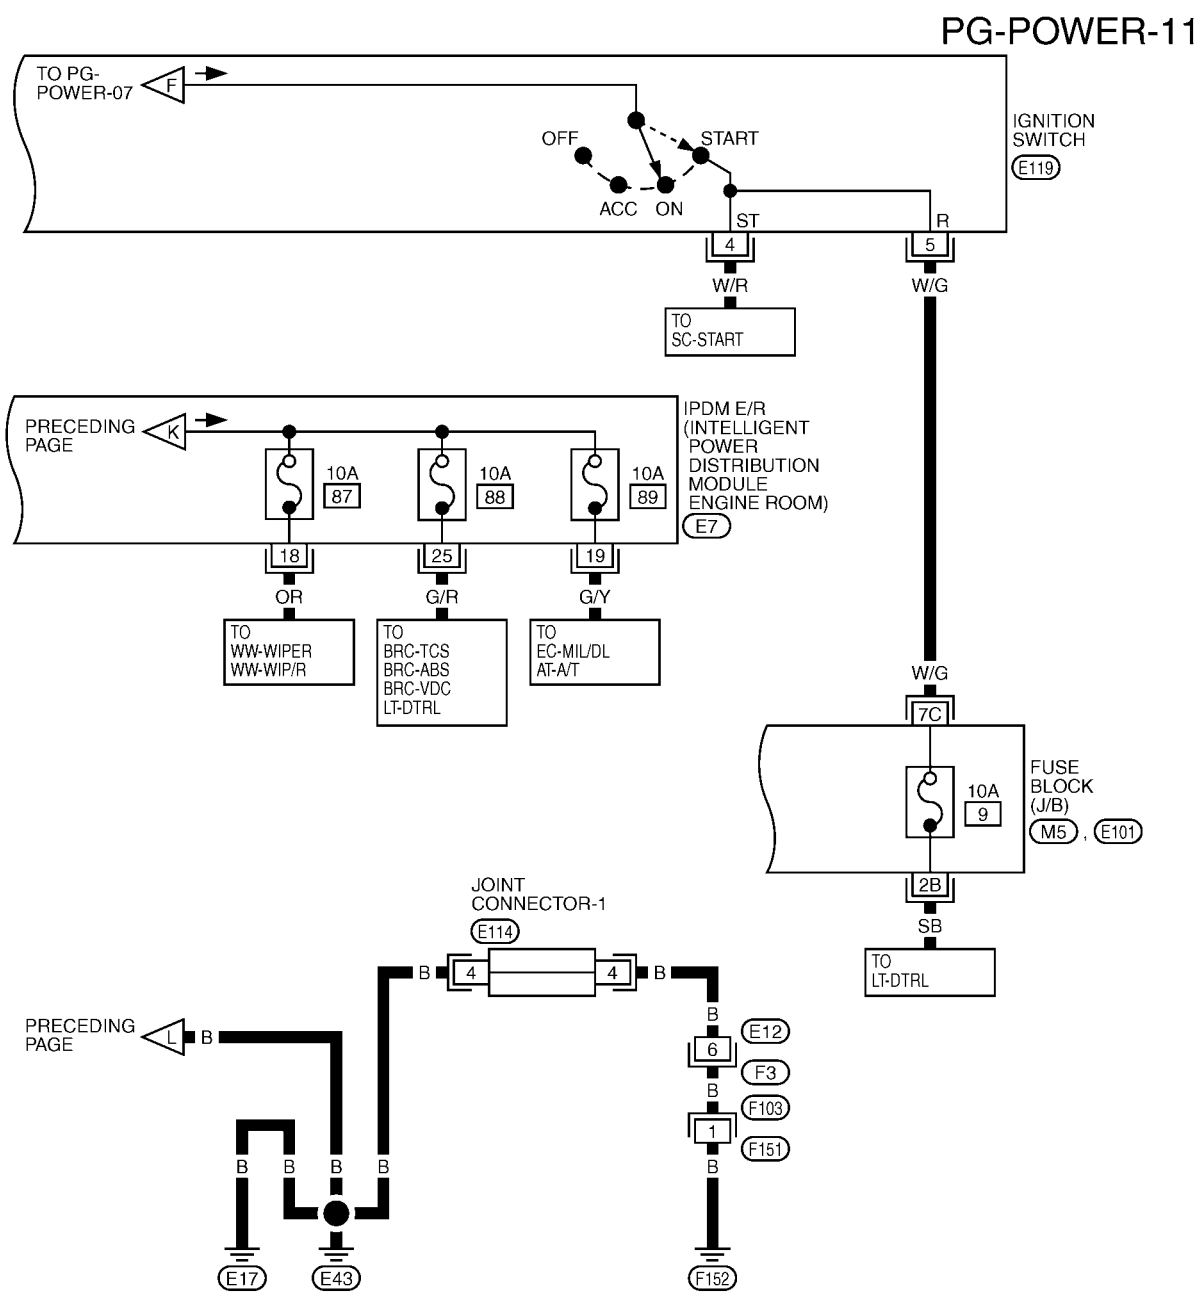 PG-POWER-11
TO PG-
POWER-07
F
OFF
START
ACC
ON
ST
R
IGNITION
SWITCH
E119
4
5
W/R
W/G
TO
SC-START
PRECEDING
PAGE
K
10A
87
10A
88
10A
89
IPDM E/R
(INTELLIGENT
POWER
DISTRIBUTION
MODULE
ENGINE ROOM)
E7
18
25
19
OR
G/R
G/Y
TO
WW-WIPER
WW-WIP/R
TO
BRC-TCS
BRC-ABS
BRC-VDC
LT-DTRL
TO
EC-MIL/DL
AT-A/T
W/G
7C
10A
9
FUSE
BLOCK
(J/B)
M5 , E101
2B
SB
TO
LT-DTRL
JOINT
CONNECTOR-1
E114
B
4
4
B
PRECEDING
PAGE
L
B
B
6
E12
F3
B
F103
1
F151
B
B
B
B
B
E17
E43
F152